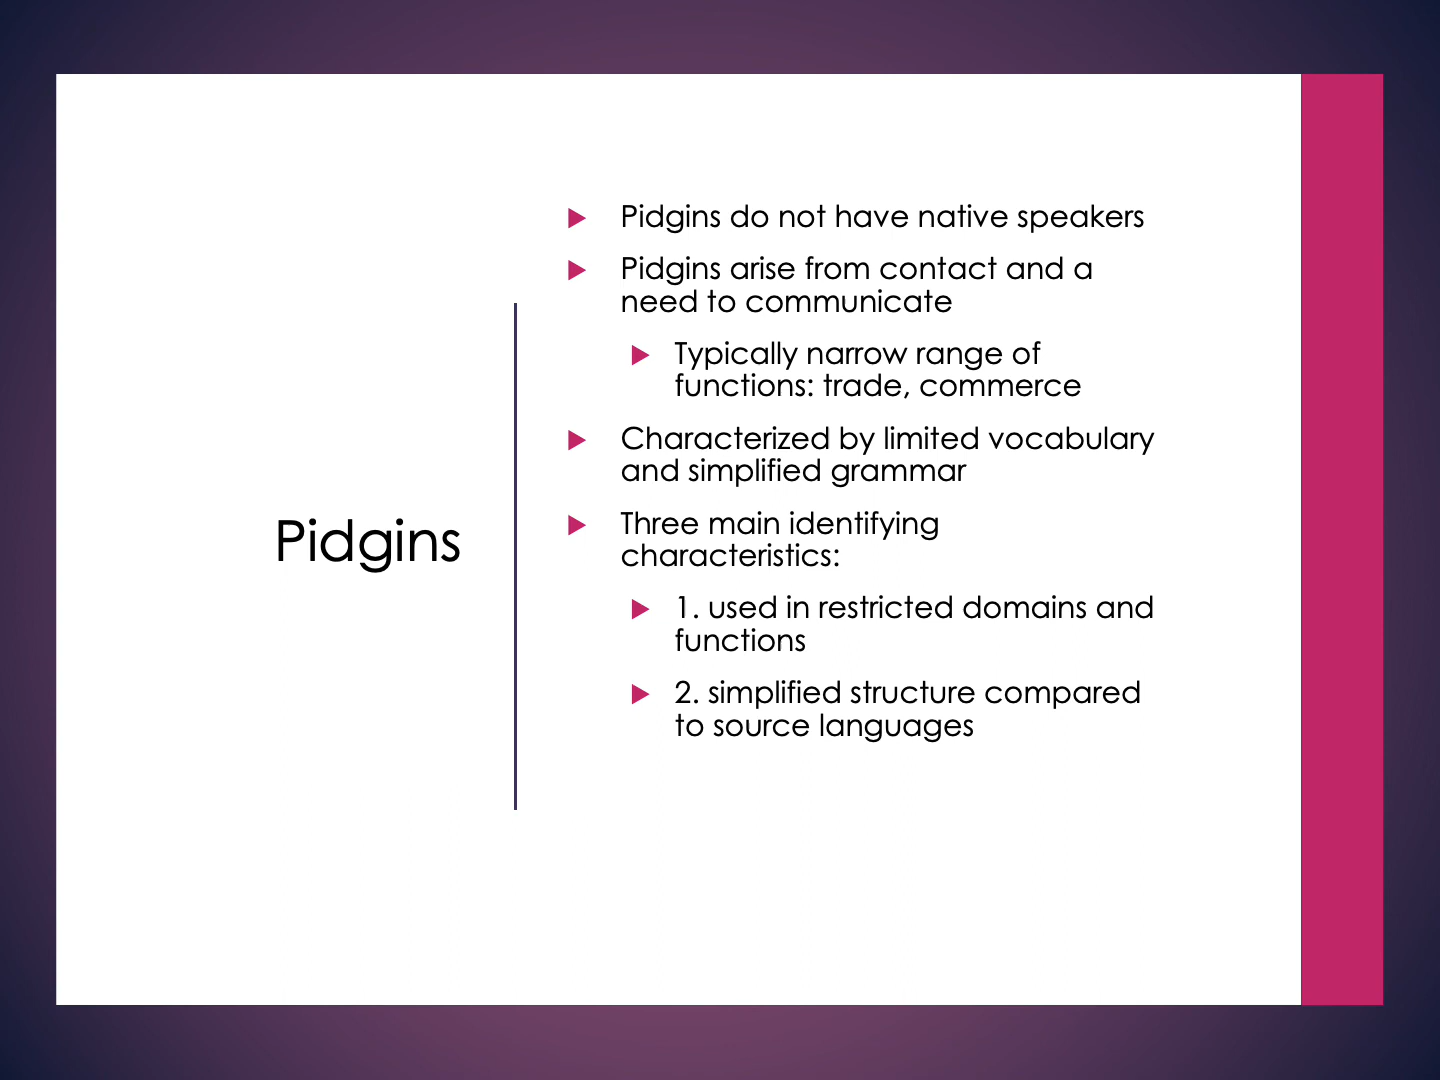 Pidgins
Pidgins do not have native speakers
Pidgins arise from contact and a
need to communicate
Typically narrow range of
functions: trade, commerce
Characterized by limited vocabulary
and simplified grammar
Three main identifying
characteristics:
1. used in restricted domains and
functions
2. simplified structure compared
to source languages